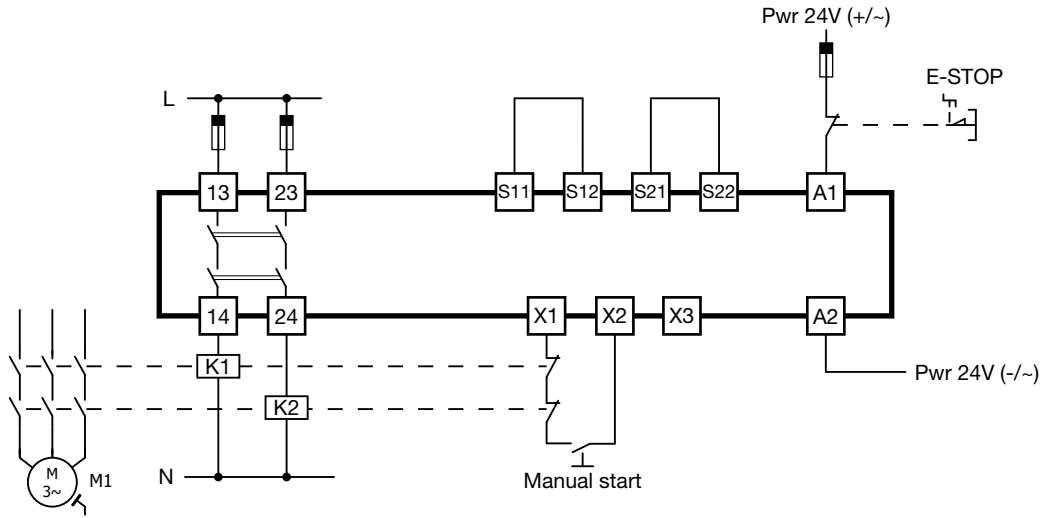 Pwr 24V (+/~)
E-STOP
L
13
23
S11
S12
S21
S22
A1
14
24
X1
X2
X3
A2
K1
Pwr 24V (-/~)
K2
M
3~
M1
N
Manual start